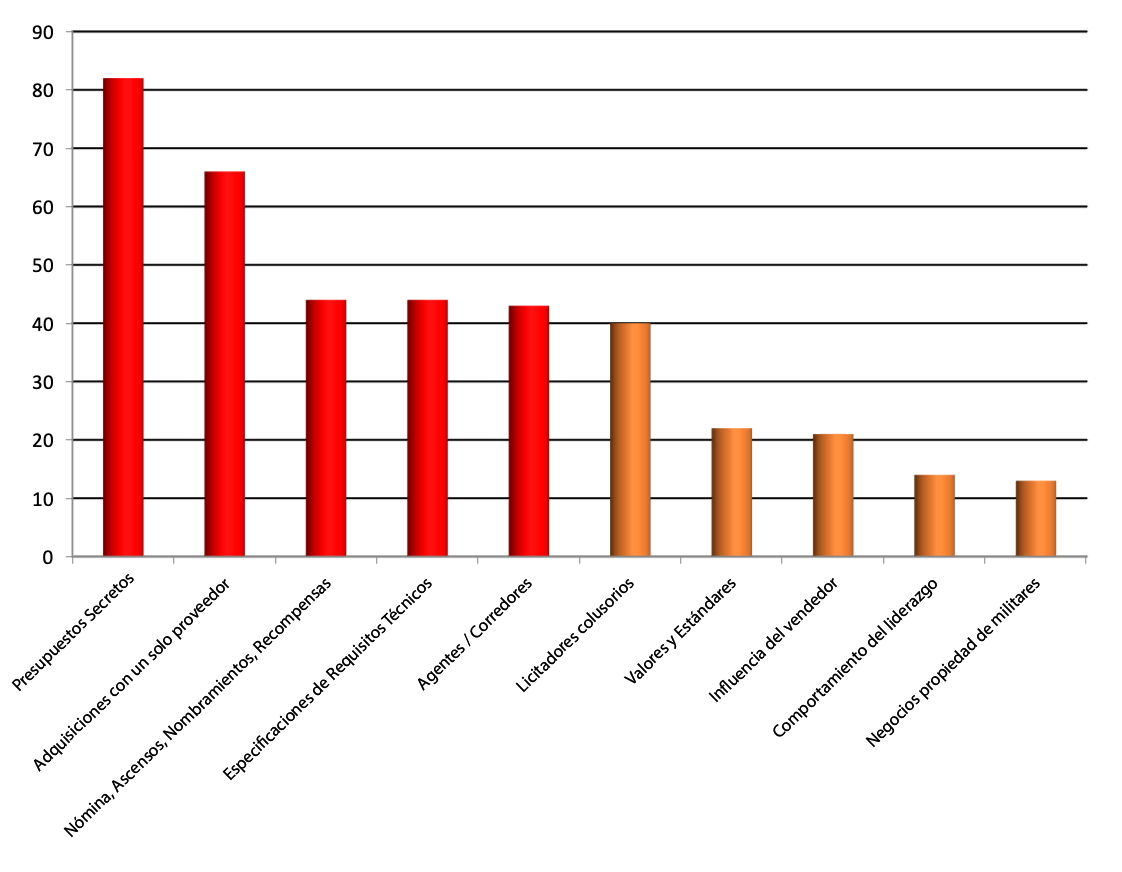 90
80
70
60
50
40
30
20
10
0
Presupuestos Secretos
Adquisiciones con un solo proveedor
Nómina, Ascensos, Nombramientos, Recompensas
Especificaciones de Requisitos Técnicos
Agentes / Corredores
Licitadores colusorios
Valores y Estándares
Influencia del vendedor
Comportamiento del liderazgo
Negocios propiedad de militares